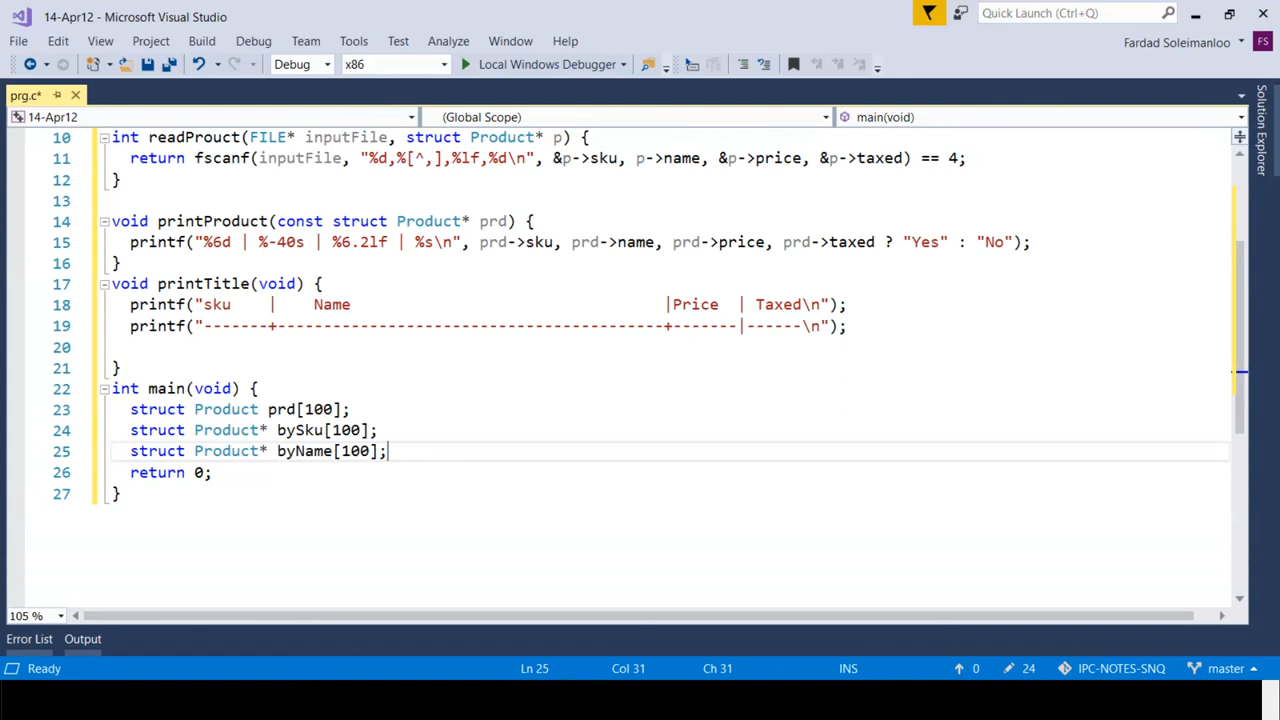 14-Apr12 - Microsoft Visual Studio
Quick Launch (Ctrl+Q)
File Edit View Project Build Debug Team Tools Test Analyze Window Help
Fardad Soleimanloo FS
Debug x86 Local Windows Debugger
prg.c*
14-Apr12 (Global Scope) main(void)
Solution Explorer
10 int readProuct(FILE* inputFile, struct Product* p) {
11 return fscanf(inputFile, "%d,%[^,],%lf,%d\n", &p->sku, p->name, &p->price, &p->taxed) == 4;
12 }
13
14 void printProduct(const struct Product* prd) {
15 printf("%6d | %-40s | %6.2lf | %s\n", prd->sku, prd->name, prd->price, prd->taxed ? "Yes" : "No");
16 }
17 void printTitle(void) {
18 printf("sku    |    Name                                  |Price  | Taxed\n");
19 printf("-------+------------------------------------------+-------|------\n");
20
21 }
22 int main(void) {
23 struct Product prd[100];
24 struct Product* bySku[100];
25 struct Product* byName[100];
26 return 0;
27 }
105 %
Error List Output
Ready Ln 25 Col 31 Ch 31 INS 0 24 IPC-NOTES-SNQ master